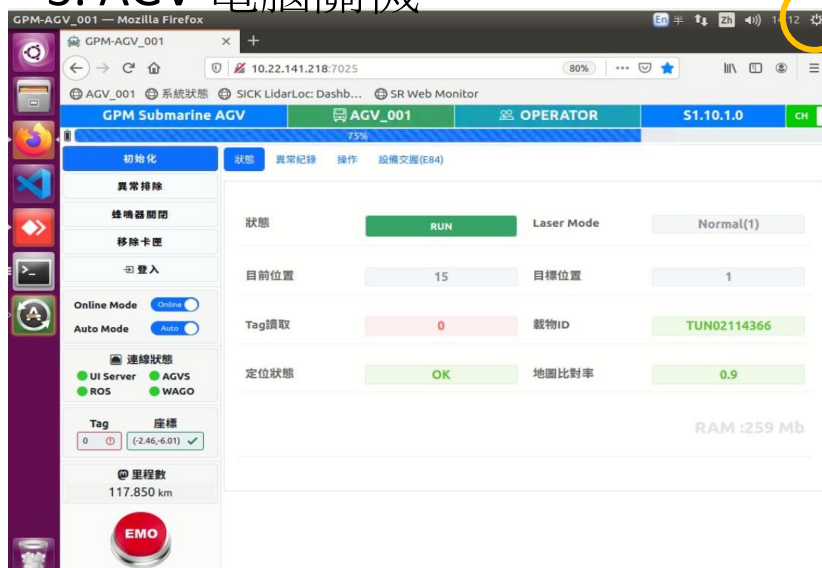 AGV 電腦關機
GPM-AGV_001 — Mozilla Firefox
En 半 Zh 12
GPM-AGV_001 × +
10.22.141.218:7025 80%
AGV_001 系統狀態 SICK LidarLoc: Dashb... SR Web Monitor
GPM Submarine AGV AGV_001 OPERATOR S1.10.1.0 CH
75%
初始化 狀態 異常紀錄 操作 設備交握(E84)
異常排除
蜂鳴器關閉
移除卡匣
登入
狀態 RUN Laser Mode Normal(1)
目前位置 15 目標位置 1
Online Mode Online
Auto Mode Auto
Tag讀取 0 載物ID TUN02114366
連線狀態
UI Server AGVS
ROS WAGO
定位狀態 OK 地圖比對率 0.9
Tag 座標
0 (-2.46,-6.01)
RAM :259 Mb
里程數
117.850 km
EMO